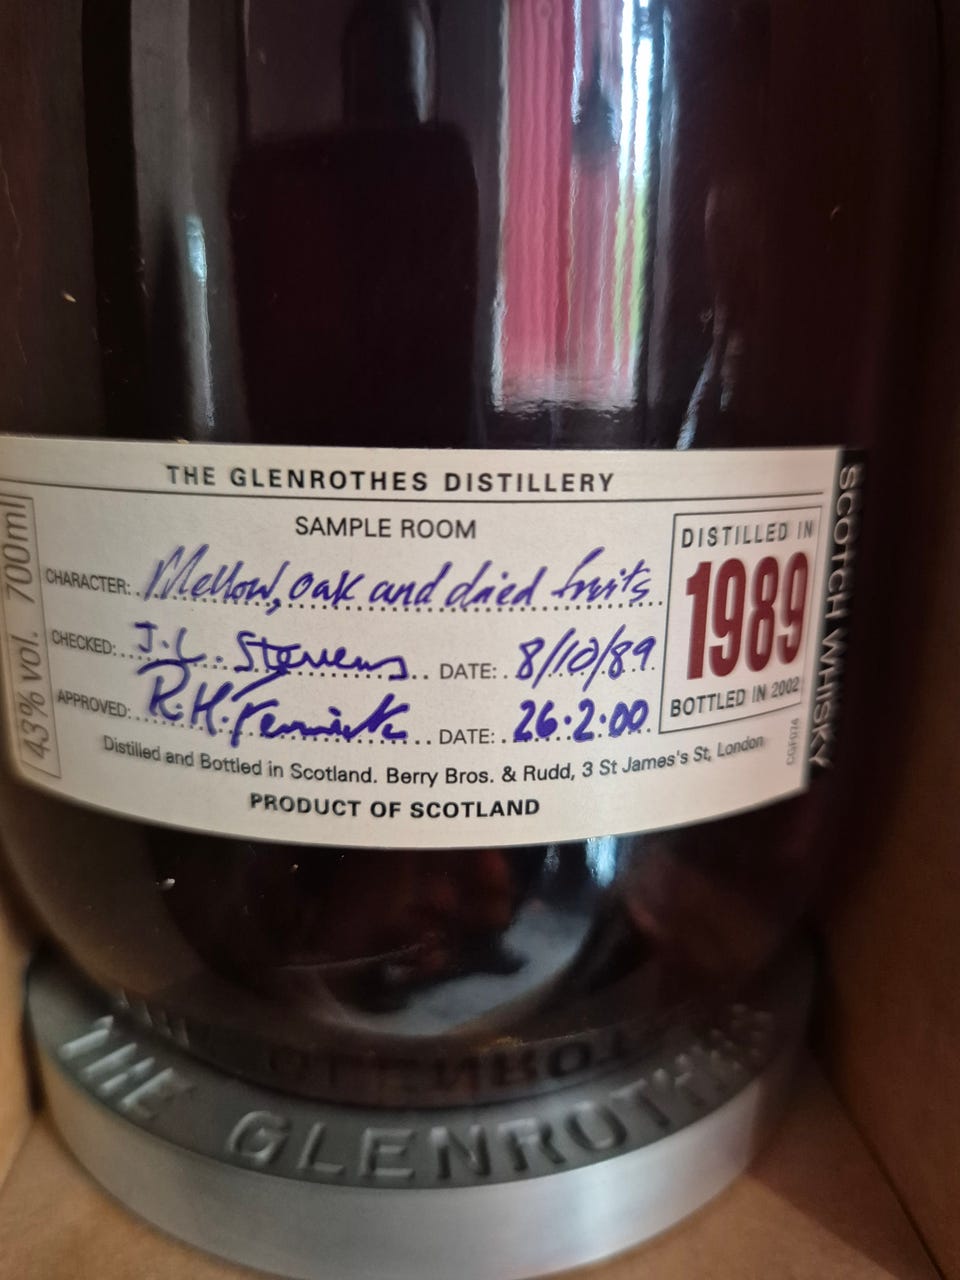 THE GLENROTHES DISTILLERY
SAMPLE ROOM
CHARACTER: Mellow, oak and dried fruits
CHECKED: J.L. Stevens DATE: 8/10/89
APPROVED: R.H. Fenwick DATE: 26.2.00
Distilled and Bottled in Scotland. Berry Bros. & Rudd, 3 St James's St, London
PRODUCT OF SCOTLAND
43% vol. 700ml
DISTILLED IN
1989
BOTTLED IN 2002
SCOTCH WHISKY
THE GLENROTHES